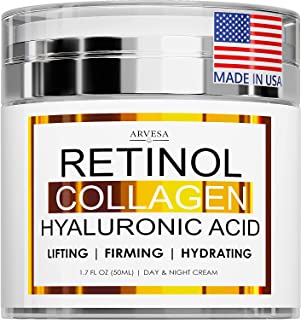 MADE IN USA
ARVESA
RETINOL
COLLAGEN
HYALURONIC ACID
LIFTING | FIRMING | HYDRATING
1.7 FL OZ (50ML) | DAY & NIGHT CREAM